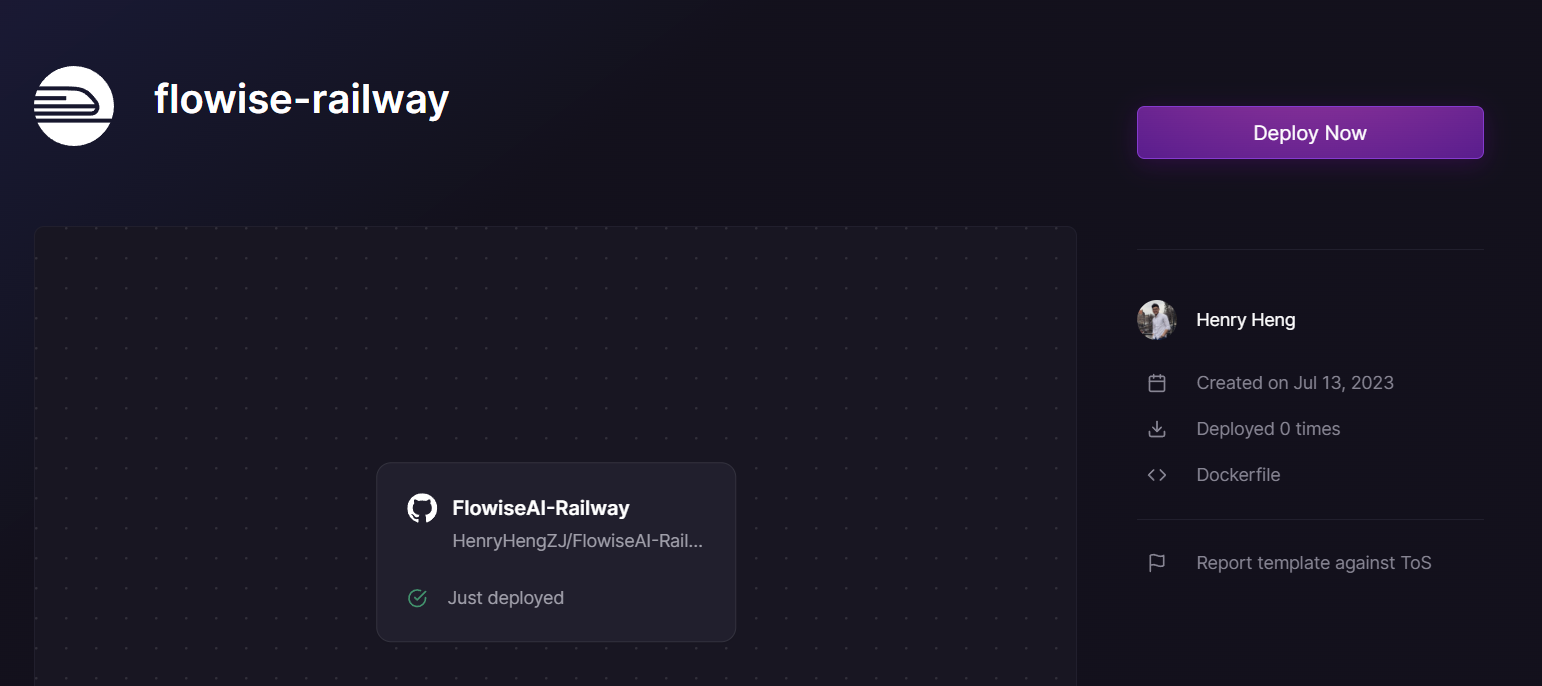 flowise-railway
Deploy Now
FlowiseAI-Railway
HenryHengZJ/FlowiseAI-Rail...
Just deployed
Henry Heng
Created on Jul 13, 2023
Deployed 0 times
Dockerfile
Report template against ToS